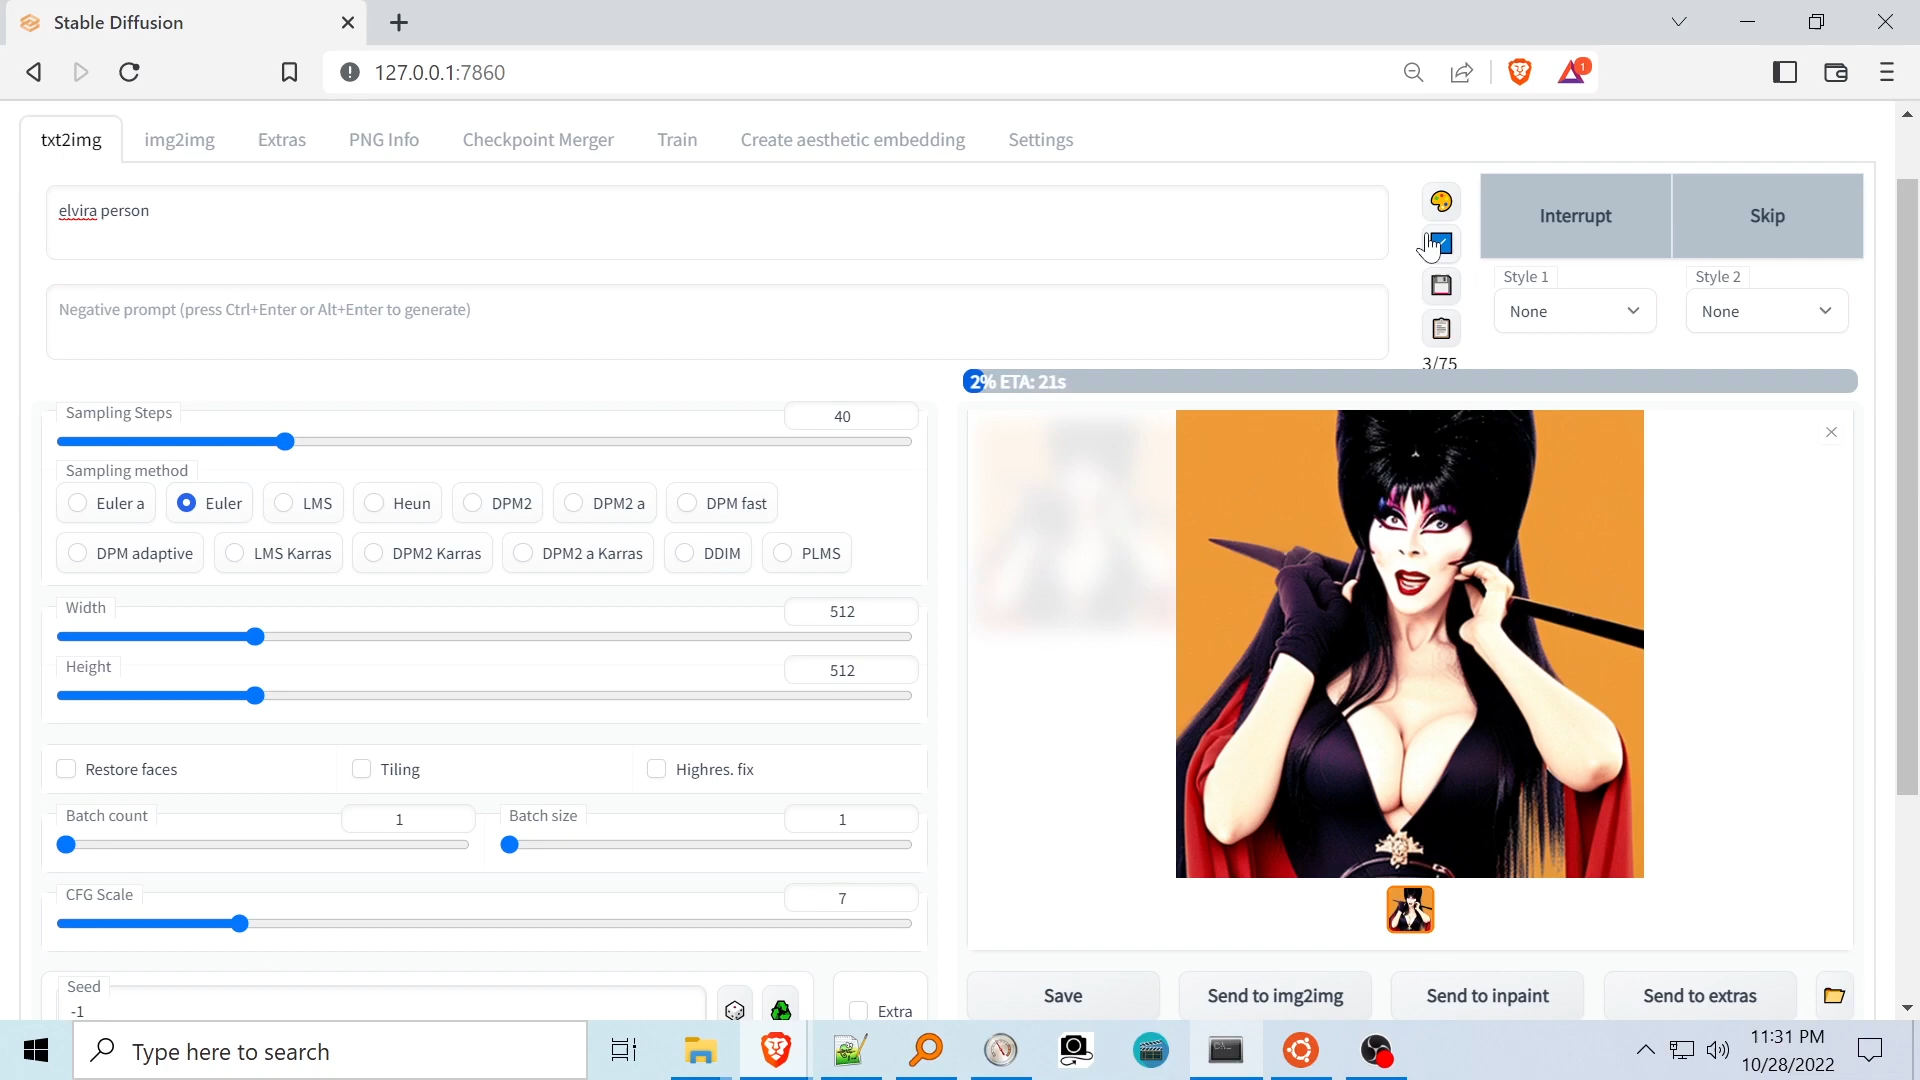 Stable Diffusion
127.0.0.1:7860
1
txt2img img2img Extras PNG Info Checkpoint Merger Train Create aesthetic embedding Settings
elvira person
Interrupt Skip
Style 1 Style 2
None None
Negative prompt (press Ctrl+Enter or Alt+Enter to generate)
3/75
2% ETA: 21s
Sampling Steps 40
Sampling method
Euler a Euler LMS Heun DPM2 DPM2 a DPM fast
DPM adaptive LMS Karras DPM2 Karras DPM2 a Karras DDIM PLMS
Width 512
Height 512
Restore faces Tiling Highres. fix
Batch count 1 Batch size 1
CFG Scale 7
Seed
-1 Extra
Save Send to img2img Send to inpaint Send to extras
Type here to search
11:31 PM
10/28/2022